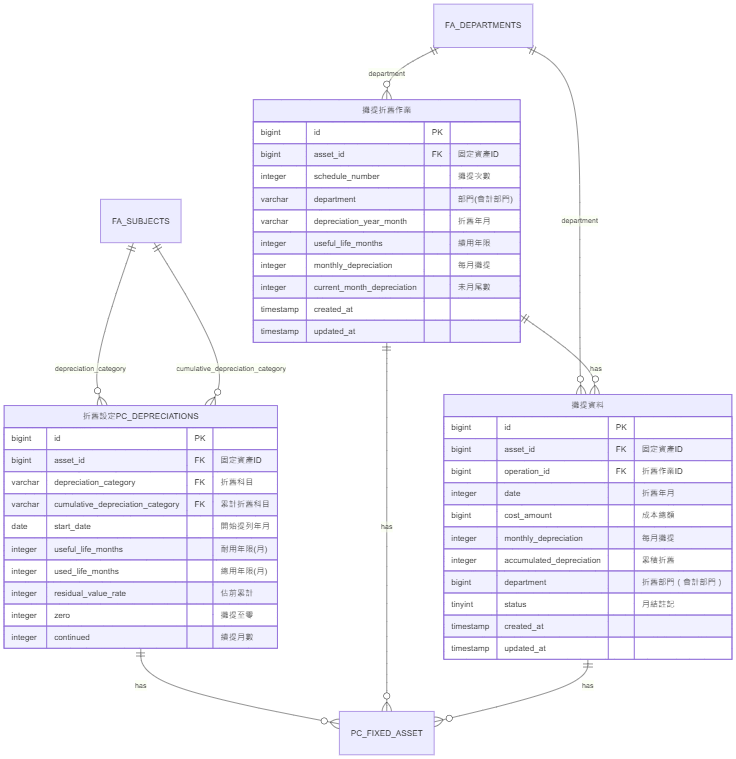 FA_DEPARTMENTS
department
攤提折舊作業
bigint id PK
bigint asset_id FK 固定資產ID
integer schedule_number 攤提次數
varchar department 部門(會計部門)
varchar depreciation_year_month 折舊年月
integer useful_life_months 續用年限
integer monthly_depreciation 每月攤提
integer current_month_depreciation 未月尾數
timestamp created_at
timestamp updated_at
FA_SUBJECTS
department
depreciation_category
cumulative_depreciation_category
has
折舊設定PC_DEPRECIATIONS
bigint id PK
bigint asset_id FK 固定資產ID
varchar depreciation_category FK 折舊科目
varchar cumulative_depreciation_category FK 累計折舊科目
date start_date 開始提列年月
integer useful_life_months 耐用年限(月)
integer used_life_months 續用年限(月)
integer residual_value_rate 估前累計
integer zero 攤提至零
integer continued 續提月數
has
攤提資料
bigint id PK
bigint asset_id FK 固定資產ID
bigint operation_id FK 折舊作業ID
integer date 折舊年月
bigint cost_amount 成本總額
integer monthly_depreciation 每月攤提
integer accumulated_depreciation 累積折舊
bigint department 折舊部門（會計部門）
tinyint status 月結註記
timestamp created_at
timestamp updated_at
has
has
PC_FIXED_ASSET